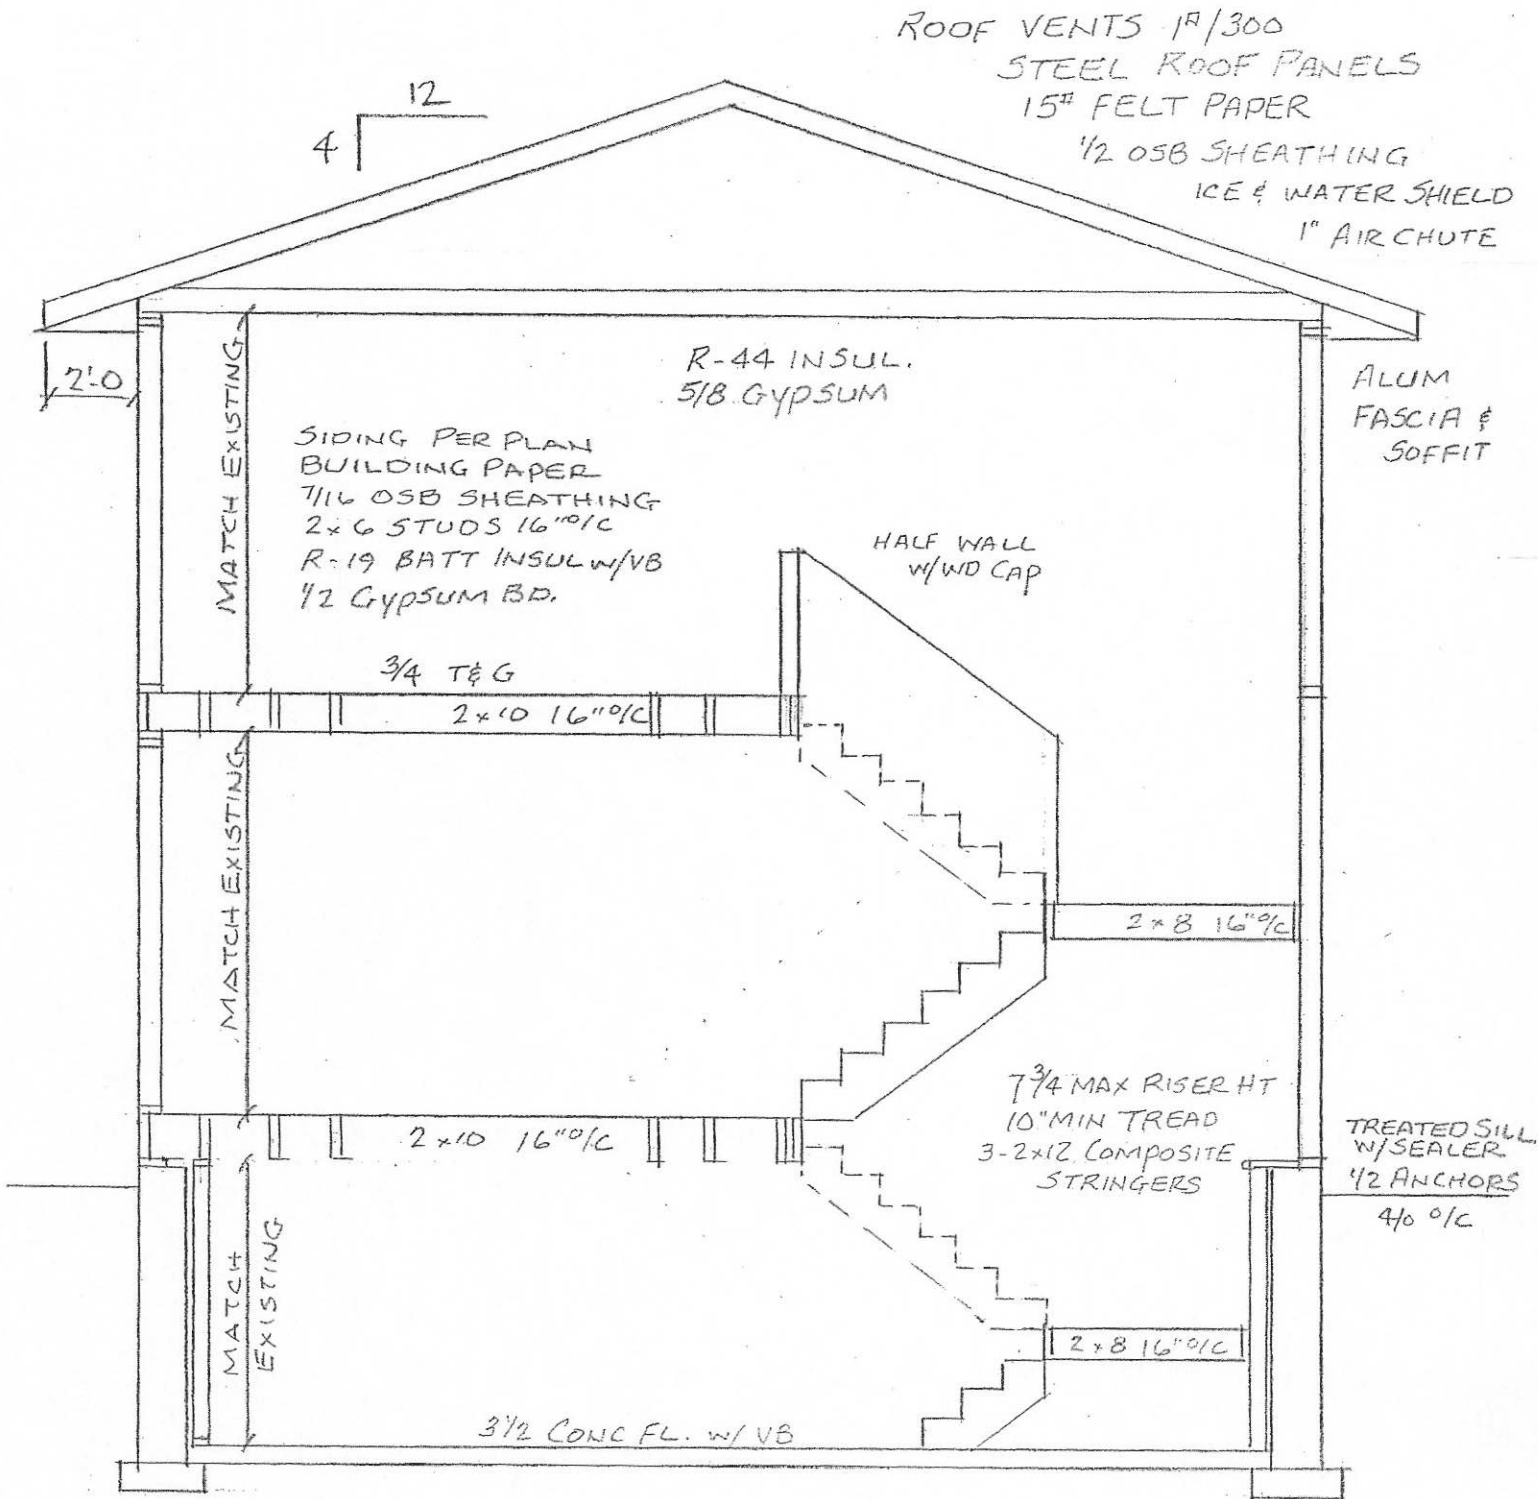 ROOF VENTS 1⌷/300
STEEL ROOF PANELS
15# FELT PAPER
1/2 OSB SHEATHING
ICE & WATER SHIELD
1" AIR CHUTE
12
4
2'-0
MATCH EXISTING
R-44 INSUL.
5/8 GYPSUM
ALUM
FASCIA &
SOFFIT
SIDING PER PLAN
BUILDING PAPER
7/16 OSB SHEATHING
2x6 STUDS 16" O/C
R-19 BATT INSUL W/VB
1/2 GYPSUM BD.
HALF WALL
W/WD CAP
3/4 T&G
2x10 16" O/C
MATCH EXISTING
2x8 16" O/C
7 3/4 MAX RISER HT
10" MIN TREAD
3-2x12 COMPOSITE
STRINGERS
2x10 16" O/C
TREATED SILL
W/SEALER
1/2 ANCHORS
4/0 O/C
MATCH
EXISTING
2x8 16" O/C
3 1/2 CONC FL. W/ VB